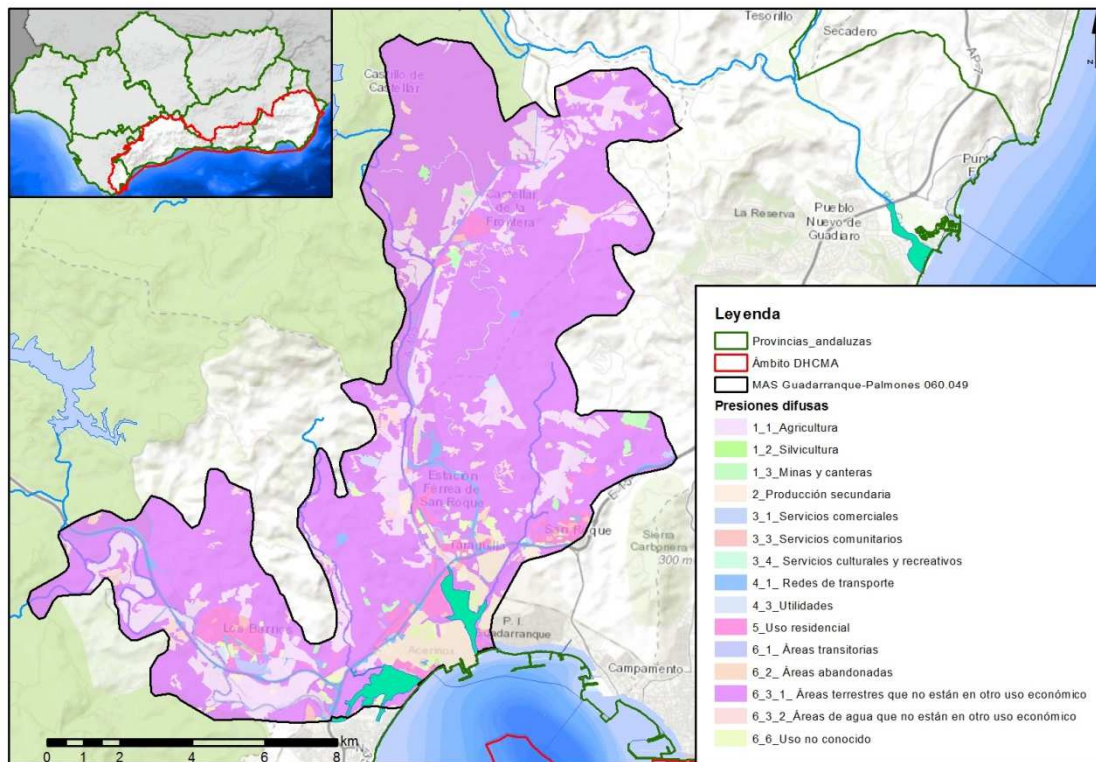 Tesorillo
Secadero
AP-7
Castillo de
Castellar
z
Castellar
de la
Frontera
La Reserva
Pueblo
Nuevo de
Guadiaro
Estación
Férrea de
San Roque
E-15
San Roque
Taraguilla
Sierra
Carbonera
300 m
Los Barrios
P. I.
Guadarranque
Acerinox
Campamento
0 1 2 4 6 8
km
Leyenda
Provincias_andaluzas
Ámbito DHCMA
MAS Guadarranque-Palmones 060.049
Presiones difusas
1_1_Agricultura
1_2_Silvicultura
1_3_Minas y canteras
2_Producción secundaria
3_1_Servicios comerciales
3_3_Servicios comunitarios
3_4_ Servicios culturales y recreativos
4_1_ Redes de transporte
4_3_Utilidades
5_Uso residencial
6_1_ Áreas transitorias
6_2_ Áreas abandonadas
6_3_1_ Áreas terrestres que no están en otro uso económico
6_3_2_Áreas de agua que no están en otro uso económico
6_6_Uso no conocido